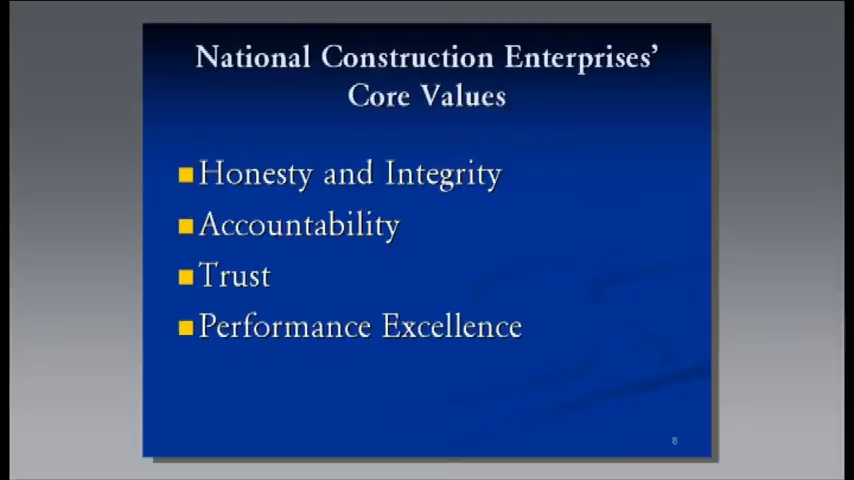 National Construction Enterprises’
Core Values
Honesty and Integrity
Accountability
Trust
Performance Excellence
8